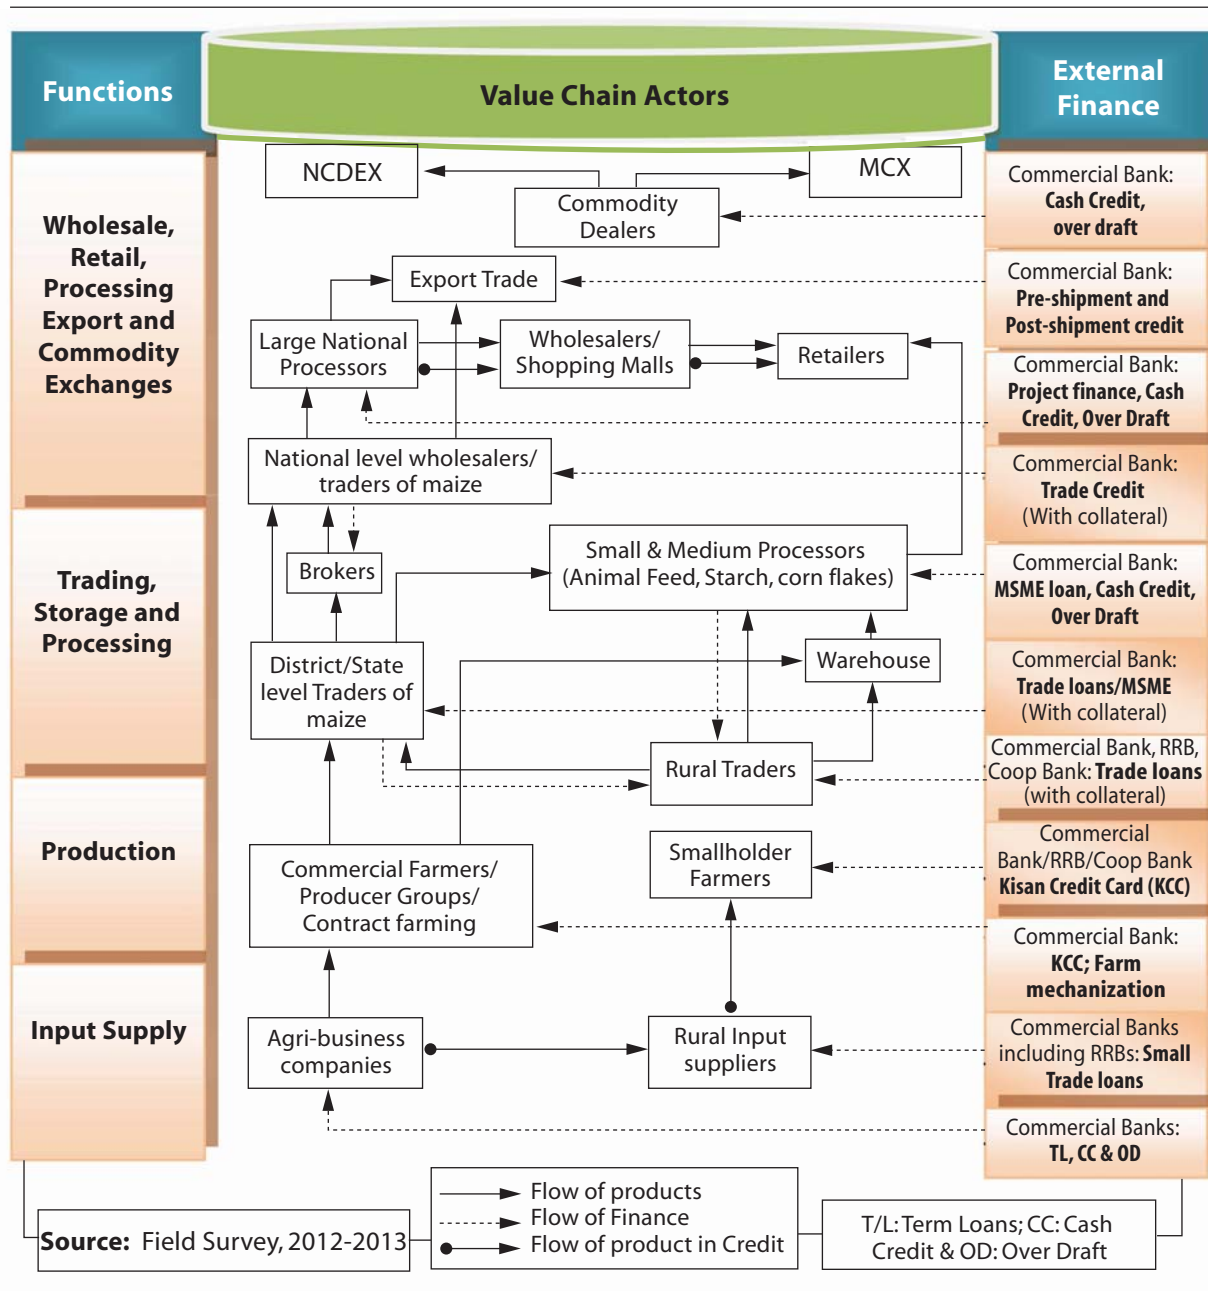 Functions
Value Chain Actors
External
Finance
Wholesale,
Retail,
Processing
Export and
Commodity
Exchanges
Trading,
Storage and
Processing
Production
Input Supply
NCDEX
MCX
Commodity
Dealers
Export Trade
Large National
Processors
Wholesalers/
Shopping Malls
Retailers
National level wholesalers/
traders of maize
Brokers
Small & Medium Processors
(Animal Feed, Starch, corn flakes)
District/State
level Traders of
maize
Warehouse
Rural Traders
Commercial Farmers/
Producer Groups/
Contract farming
Smallholder
Farmers
Agri-business
companies
Rural Input
suppliers
Commercial Bank:
Cash Credit,
over draft
Commercial Bank:
Pre-shipment and
Post-shipment credit
Commercial Bank:
Project finance, Cash
Credit, Over Draft
Commercial Bank:
Trade Credit
(With collateral)
Commercial Bank:
MSME loan, Cash Credit,
Over Draft
Commercial Bank:
Trade loans/MSME
(With collateral)
Commercial Bank, RRB,
Coop Bank: Trade loans
(with collateral)
Commercial
Bank/RRB/Coop Bank
Kisan Credit Card (KCC)
Commercial Bank:
KCC; Farm
mechanization
Commercial Banks
including RRBs: Small
Trade loans
Commercial Banks:
TL, CC & OD
Source: Field Survey, 2012-2013
Flow of products
Flow of Finance
Flow of product in Credit
T/L: Term Loans; CC: Cash
Credit & OD: Over Draft